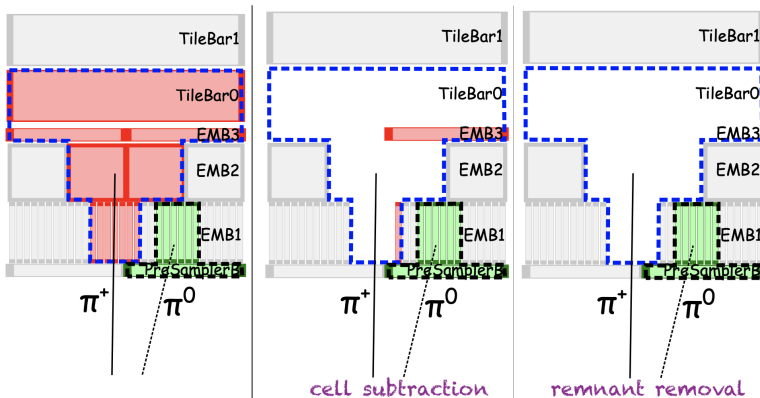 TileBar1
TileBar0
EMB3
EMB2
EMB1
PreSamplerB
π+ π0
TileBar1
TileBar0
EMB3
EMB2
EMB1
PreSamplerB
π+ π0
cell subtraction
TileBar1
TileBar0
EMB3
EMB2
EMB1
PreSamplerB
π+ π0
remnant removal